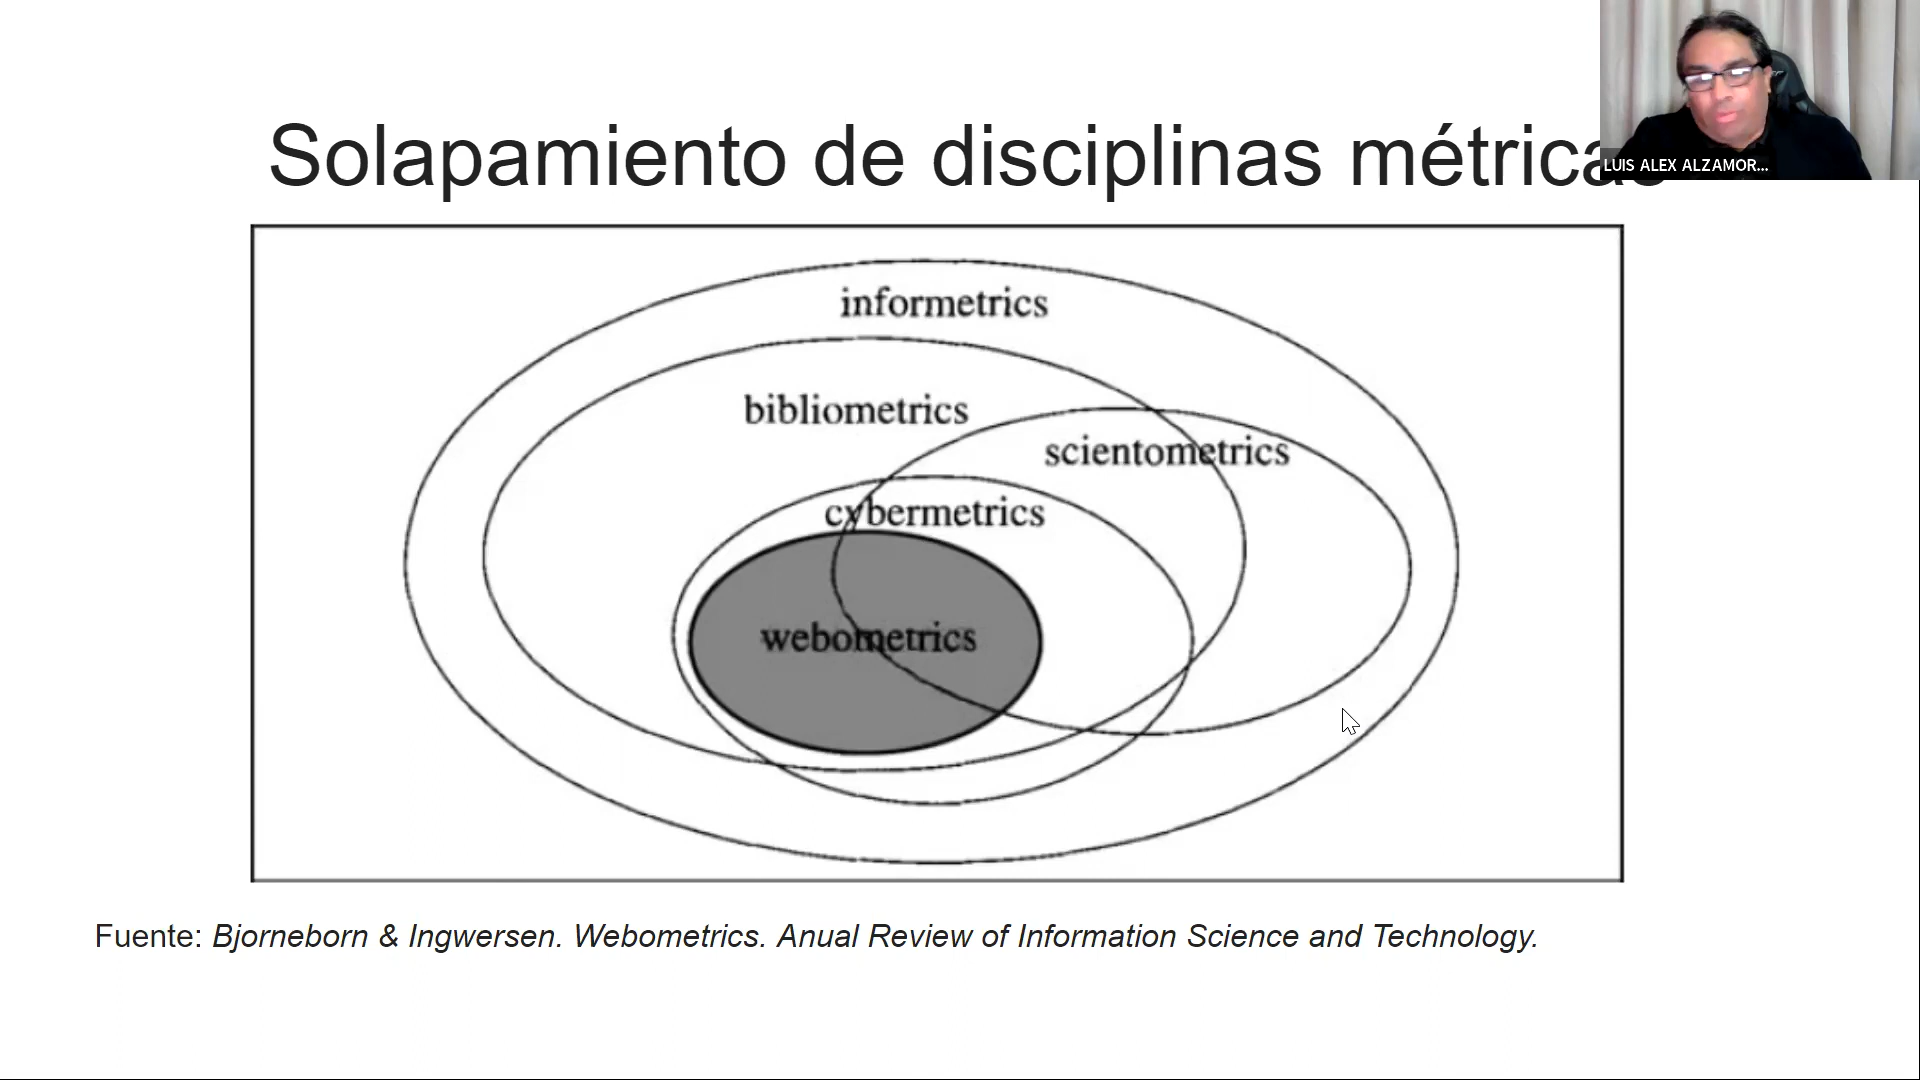 Solapamiento de disciplinas métricas
LUIS ALEX ALZAMOR...
informetrics
bibliometrics
scientometrics
cybermetrics
webometrics
Fuente: Bjorneborn & Ingwersen. Webometrics. Anual Review of Information Science and Technology.